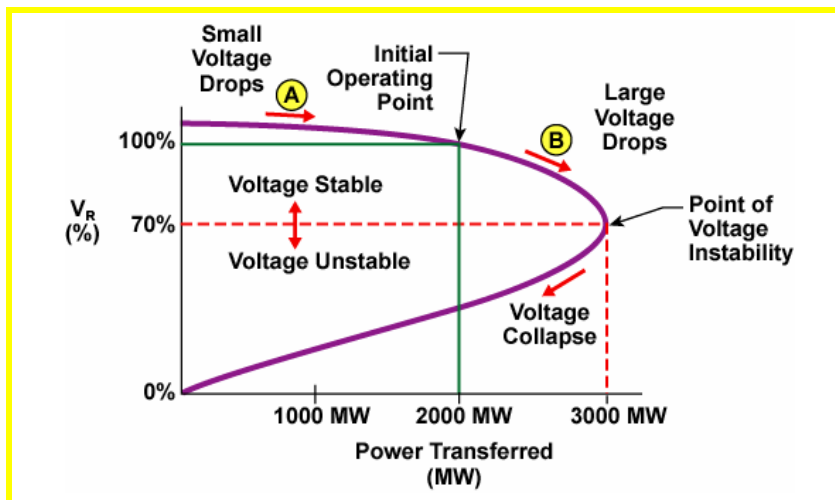 Small
Voltage
Drops
A
Initial
Operating
Point
B
Large
Voltage
Drops
100%
Voltage Stable
VR
(%)
70%
Voltage Unstable
Point of
Voltage
Instability
Voltage
Collapse
0%
1000 MW
2000 MW
3000 MW
Power Transferred
(MW)